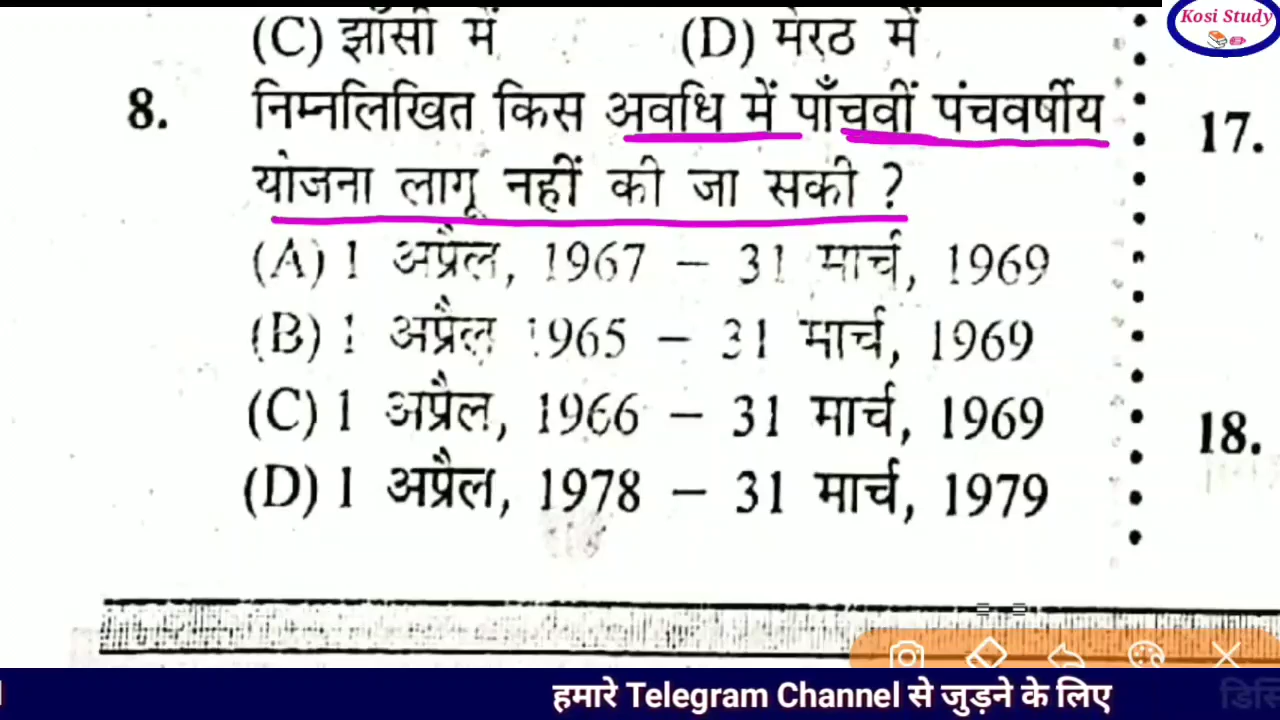 Kosi Study
(C) झाँसी में (D) मेरठ में
8. निम्नलिखित किस अवधि में पाँचवीं पंचवर्षीय
योजना लागू नहीं की जा सकी ?
(A) 1 अप्रैल, 1967 – 31 मार्च, 1969
(B) 1 अप्रैल 1965 – 31 मार्च, 1969
(C) 1 अप्रैल, 1966 – 31 मार्च, 1969
(D) 1 अप्रैल, 1978 – 31 मार्च, 1979
17.
18.
हमारे Telegram Channel से जुड़ने के लिए